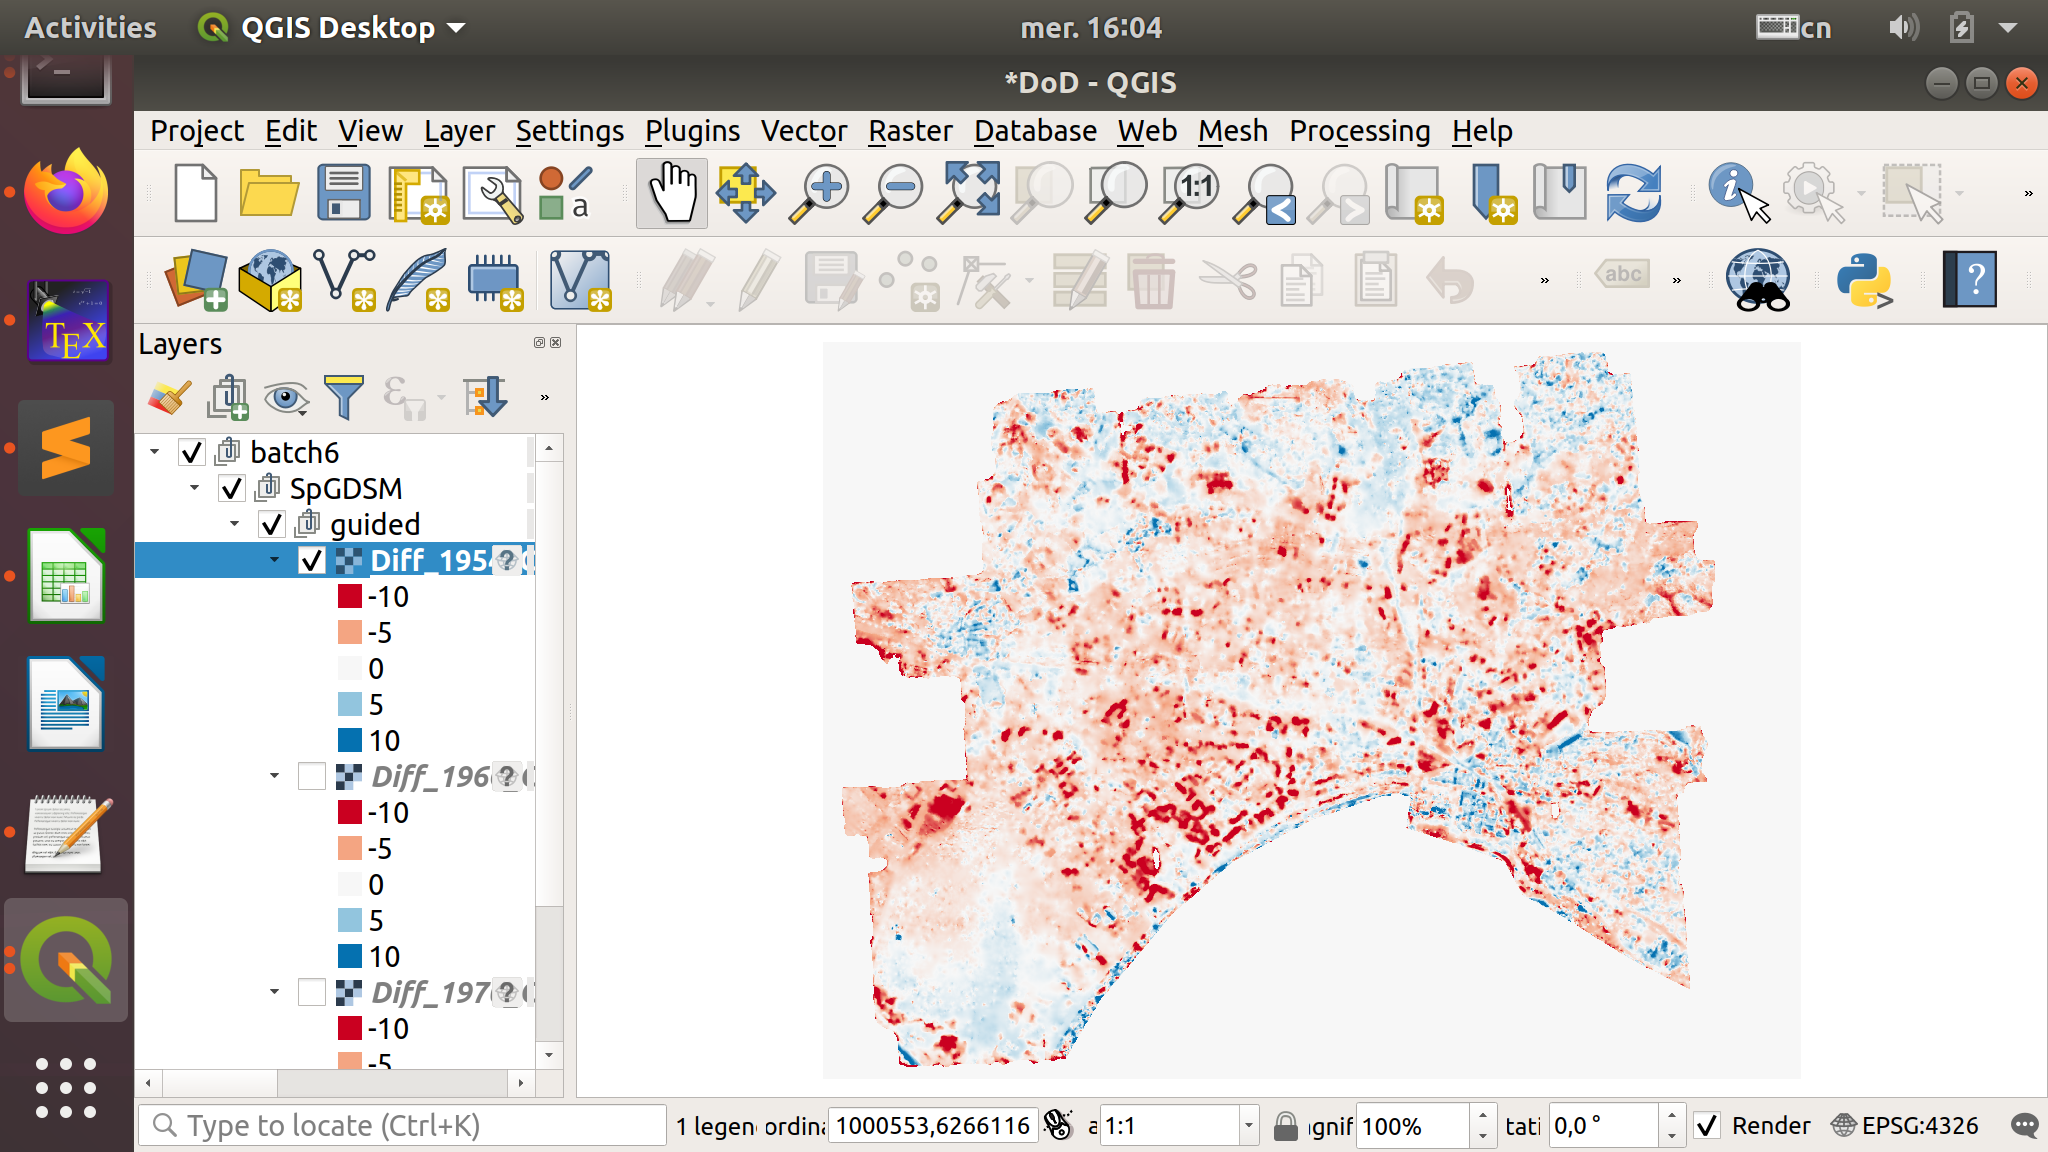 Activities
QGIS Desktop
mer. 16:04
cn
*DoD - QGIS
Project Edit View Layer Settings Plugins Vector Raster Database Web Mesh Processing Help
1:1
a
abc
Layers
batch6
SpGDSM
guided
Diff_195
-10
-5
0
5
10
Diff_196
-10
-5
0
5
10
Diff_197
-10
-5
TEX
Type to locate (Ctrl+K)
1 legen
ordina
1000553,6266116
1:1
agnif
100%
tati
0,0 °
Render
EPSG:4326